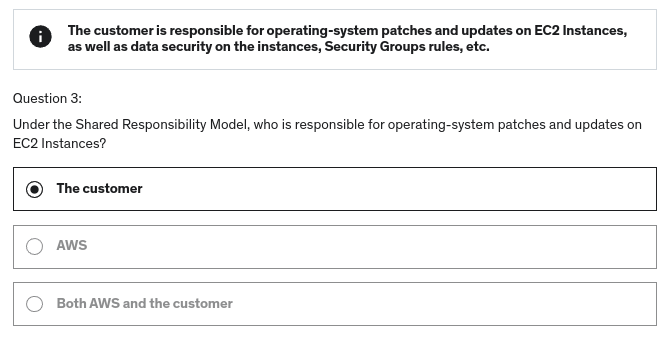 The customer is responsible for operating-system patches and updates on EC2 Instances,
as well as data security on the instances, Security Groups rules, etc.
Question 3:
Under the Shared Responsibility Model, who is responsible for operating-system patches and updates on
EC2 Instances?
The customer
AWS
Both AWS and the customer